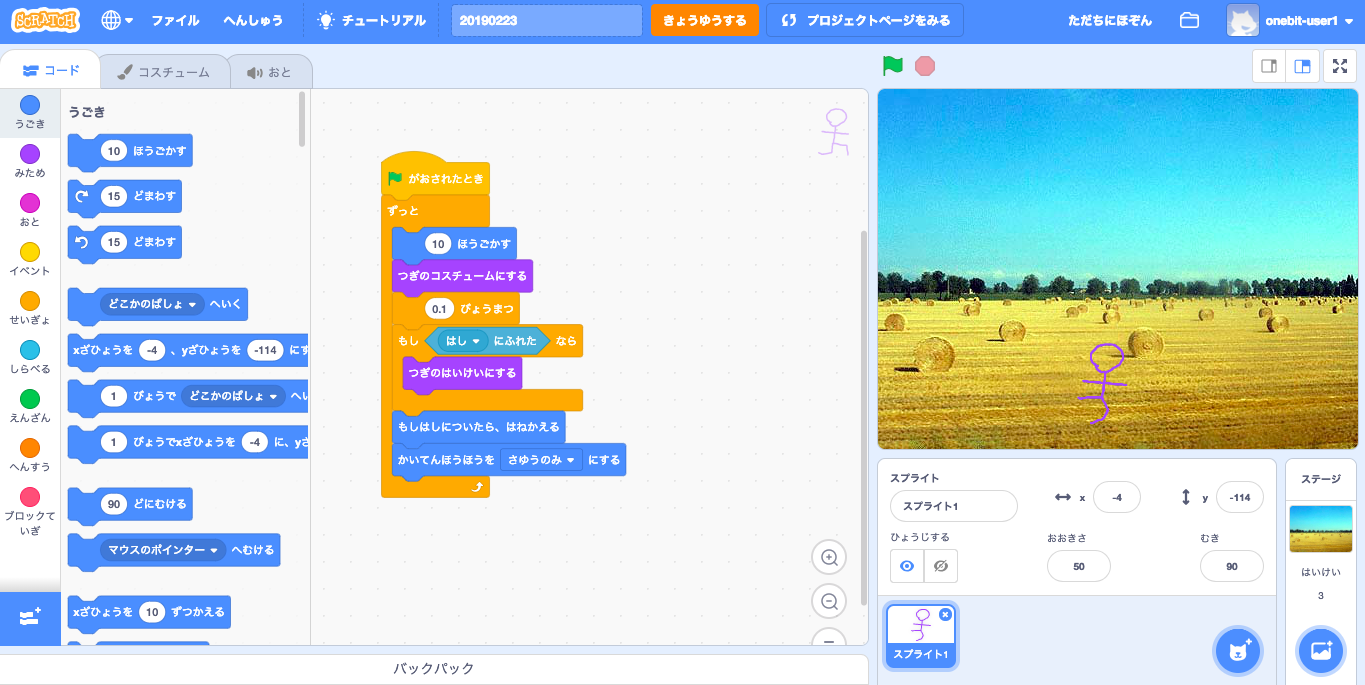 SCRATCH
ファイル
へんしゅう
チュートリアル
20190223
きょうゆうする
プロジェクトページをみる
ただちにほぞん
onebit-user1
コード
コスチューム
おと
うごき
みため
おと
イベント
せいぎょ
しらべる
えんざん
へんすう
ブロックて
いぎ
うごき
10 ほうごかす
15 どまわす
15 どまわす
どこかのばしょ へいく
xざひょうを -4 、yざひょうを -114 にす
1 びょうで どこかのばしょ へい
1 びょうでxざひょうを -4 に、yざ
90 どにむける
マウスのポインター へむける
xざひょうを 10 ずつかえる
がおされたとき
ずっと
10 ほうごかす
つぎのコスチュームにする
0.1 びょうまつ
もし はし にふれた なら
つぎのはいけいにする
もしはしについたら、はねかえる
かいてんほうほうを さゆうのみ にする
バックパック
スプライト
スプライト1
x -4
y -114
ひょうじする
おおきさ
50
むき
90
スプライト1
ステージ
はいけい
3